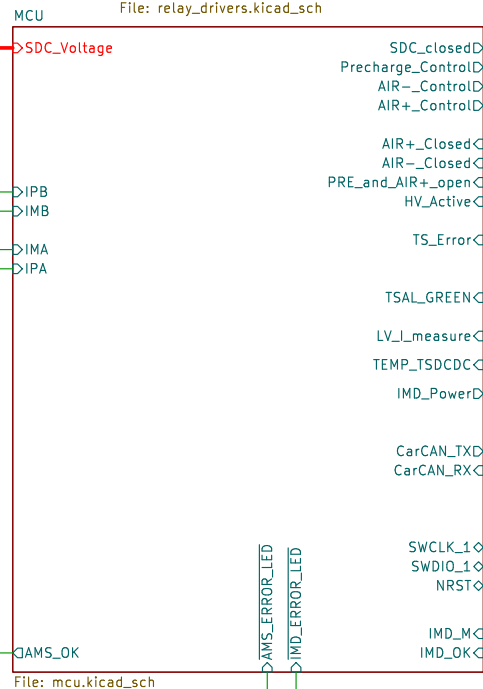 File: relay_drivers.kicad_sch
MCU
SDC_Voltage
SDC_closed
Precharge_Control
AIR-_Control
AIR+_Control
AIR+_Closed
AIR-_Closed
PRE_and_AIR+_open
IPB
HV_Active
IMB
TS_Error
IMA
IPA
TSAL_GREEN
LV_I_measure
TEMP_TSDCDC
IMD_Power
CarCAN_TX
CarCAN_RX
SWCLK_1
SWDIO_1
NRST
AMS_ERROR_LED
IMD_ERROR_LED
IMD_M
AMS_OK
IMD_OK
File: mcu.kicad_sch